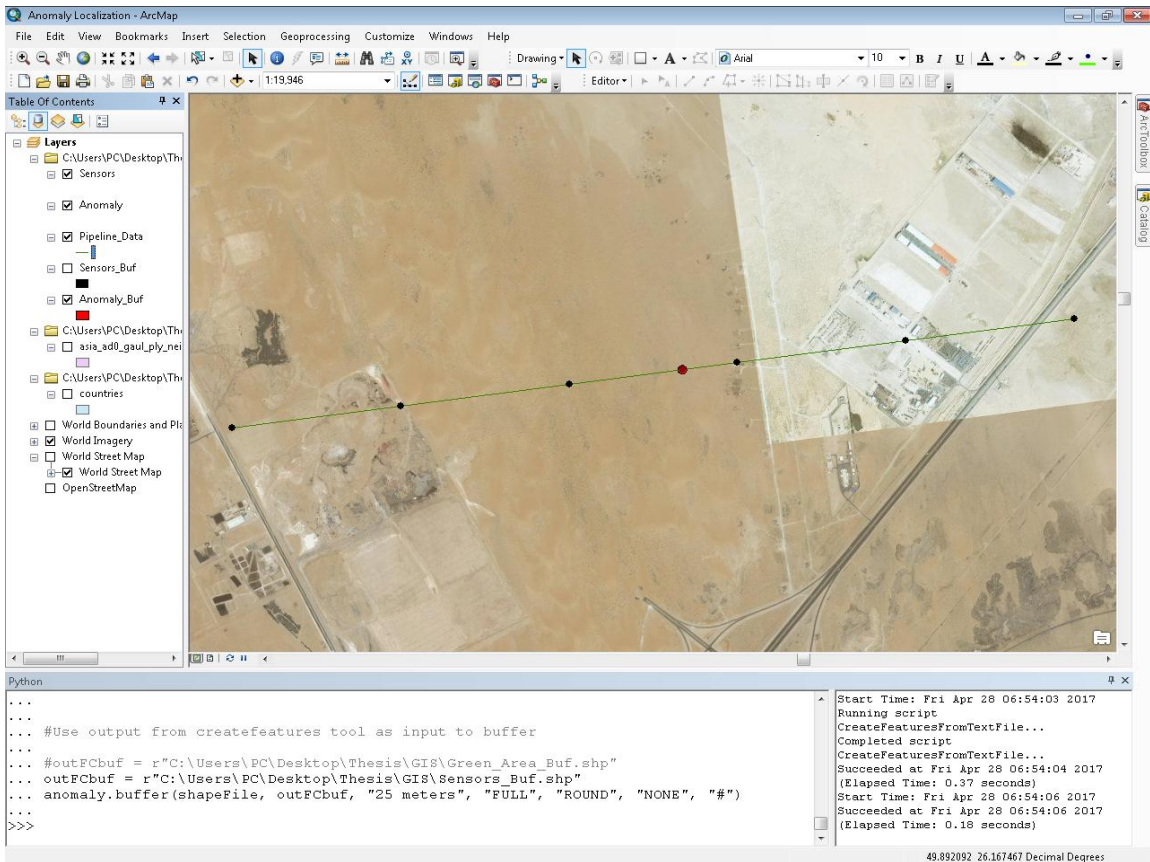 Anomaly Localization - ArcMap
File Edit View Bookmarks Insert Selection Geoprocessing Customize Windows Help
Drawing A Arial 10 B I U A
1:19,946 Editor
Table Of Contents
Layers
C:\Users\PC\Desktop\The
Sensors
Anomaly
Pipeline_Data
Sensors_Buf
Anomaly_Buf
C:\Users\PC\Desktop\The
asia_ad0_gaul_ply_nei
C:\Users\PC\Desktop\The
countries
World Boundaries and Pla
World Imagery
World Street Map
World Street Map
OpenStreetMap
ArcToolbox
Catalog
Python
...
...
... #Use output from createfeatures tool as input to buffer
...
... #outFCbuf = r"C:\Users\PC\Desktop\Thesis\GIS\Green_Area_Buf.shp"
... outFCbuf = r"C:\Users\PC\Desktop\Thesis\GIS\Sensors_Buf.shp"
... anomaly.buffer(shapeFile, outFCbuf, "25 meters", "FULL", "ROUND", "NONE", "#")
...
>>>
Start Time: Fri Apr 28 06:54:03 2017
Running script
CreateFeaturesFromTextFile...
Completed script
CreateFeaturesFromTextFile...
Succeeded at Fri Apr 28 06:54:04 2017
(Elapsed Time: 0.37 seconds)
Start Time: Fri Apr 28 06:54:06 2017
Succeeded at Fri Apr 28 06:54:06 2017
(Elapsed Time: 0.18 seconds)
49.892092 26.167467 Decimal Degrees